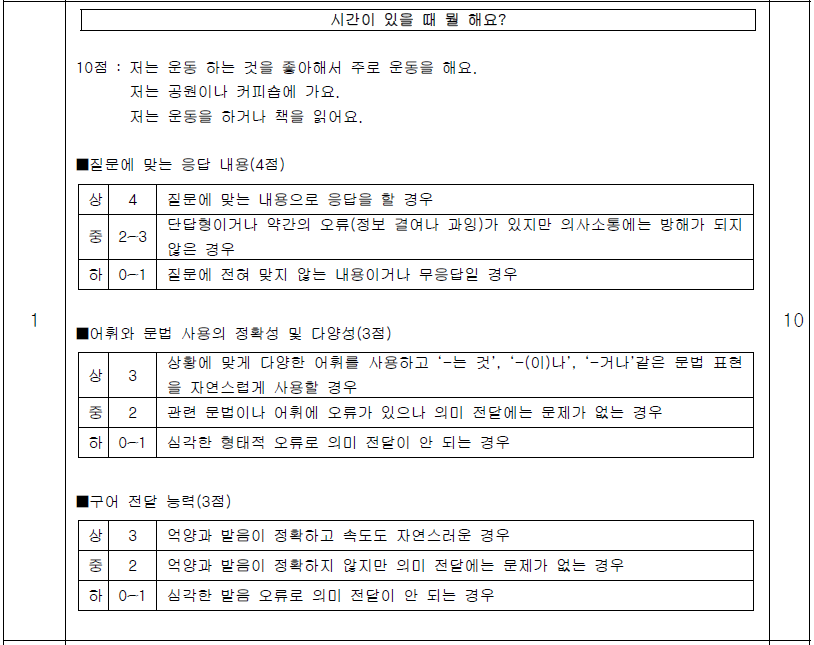 시간이 있을 때 뭘 해요?
10점 : 저는 운동 하는 것을 좋아해서 주로 운동을 해요.
저는 공원이나 커피숍에 가요.
저는 운동을 하거나 책을 읽어요.
■질문에 맞는 응답 내용(4점)
상 4 질문에 맞는 내용으로 응답을 할 경우
중 2-3 단답형이거나 약간의 오류(정보 결여나 과잉)가 있지만 의사소통에는 방해가 되지
않은 경우
하 0-1 질문에 전혀 맞지 않는 내용이거나 무응답일 경우
1
10
■어휘와 문법 사용의 정확성 및 다양성(3점)
상 3 상황에 맞게 다양한 어휘를 사용하고 ‘-는 것’, ‘-(이)나’, ‘-거나’같은 문법 표현
을 자연스럽게 사용할 경우
중 2 관련 문법이나 어휘에 오류가 있으나 의미 전달에는 문제가 없는 경우
하 0-1 심각한 형태적 오류로 의미 전달이 안 되는 경우
■구어 전달 능력(3점)
상 3 억양과 발음이 정확하고 속도도 자연스러운 경우
중 2 억양과 발음이 정확하지 않지만 의미 전달에는 문제가 없는 경우
하 0-1 심각한 발음 오류로 의미 전달이 안 되는 경우